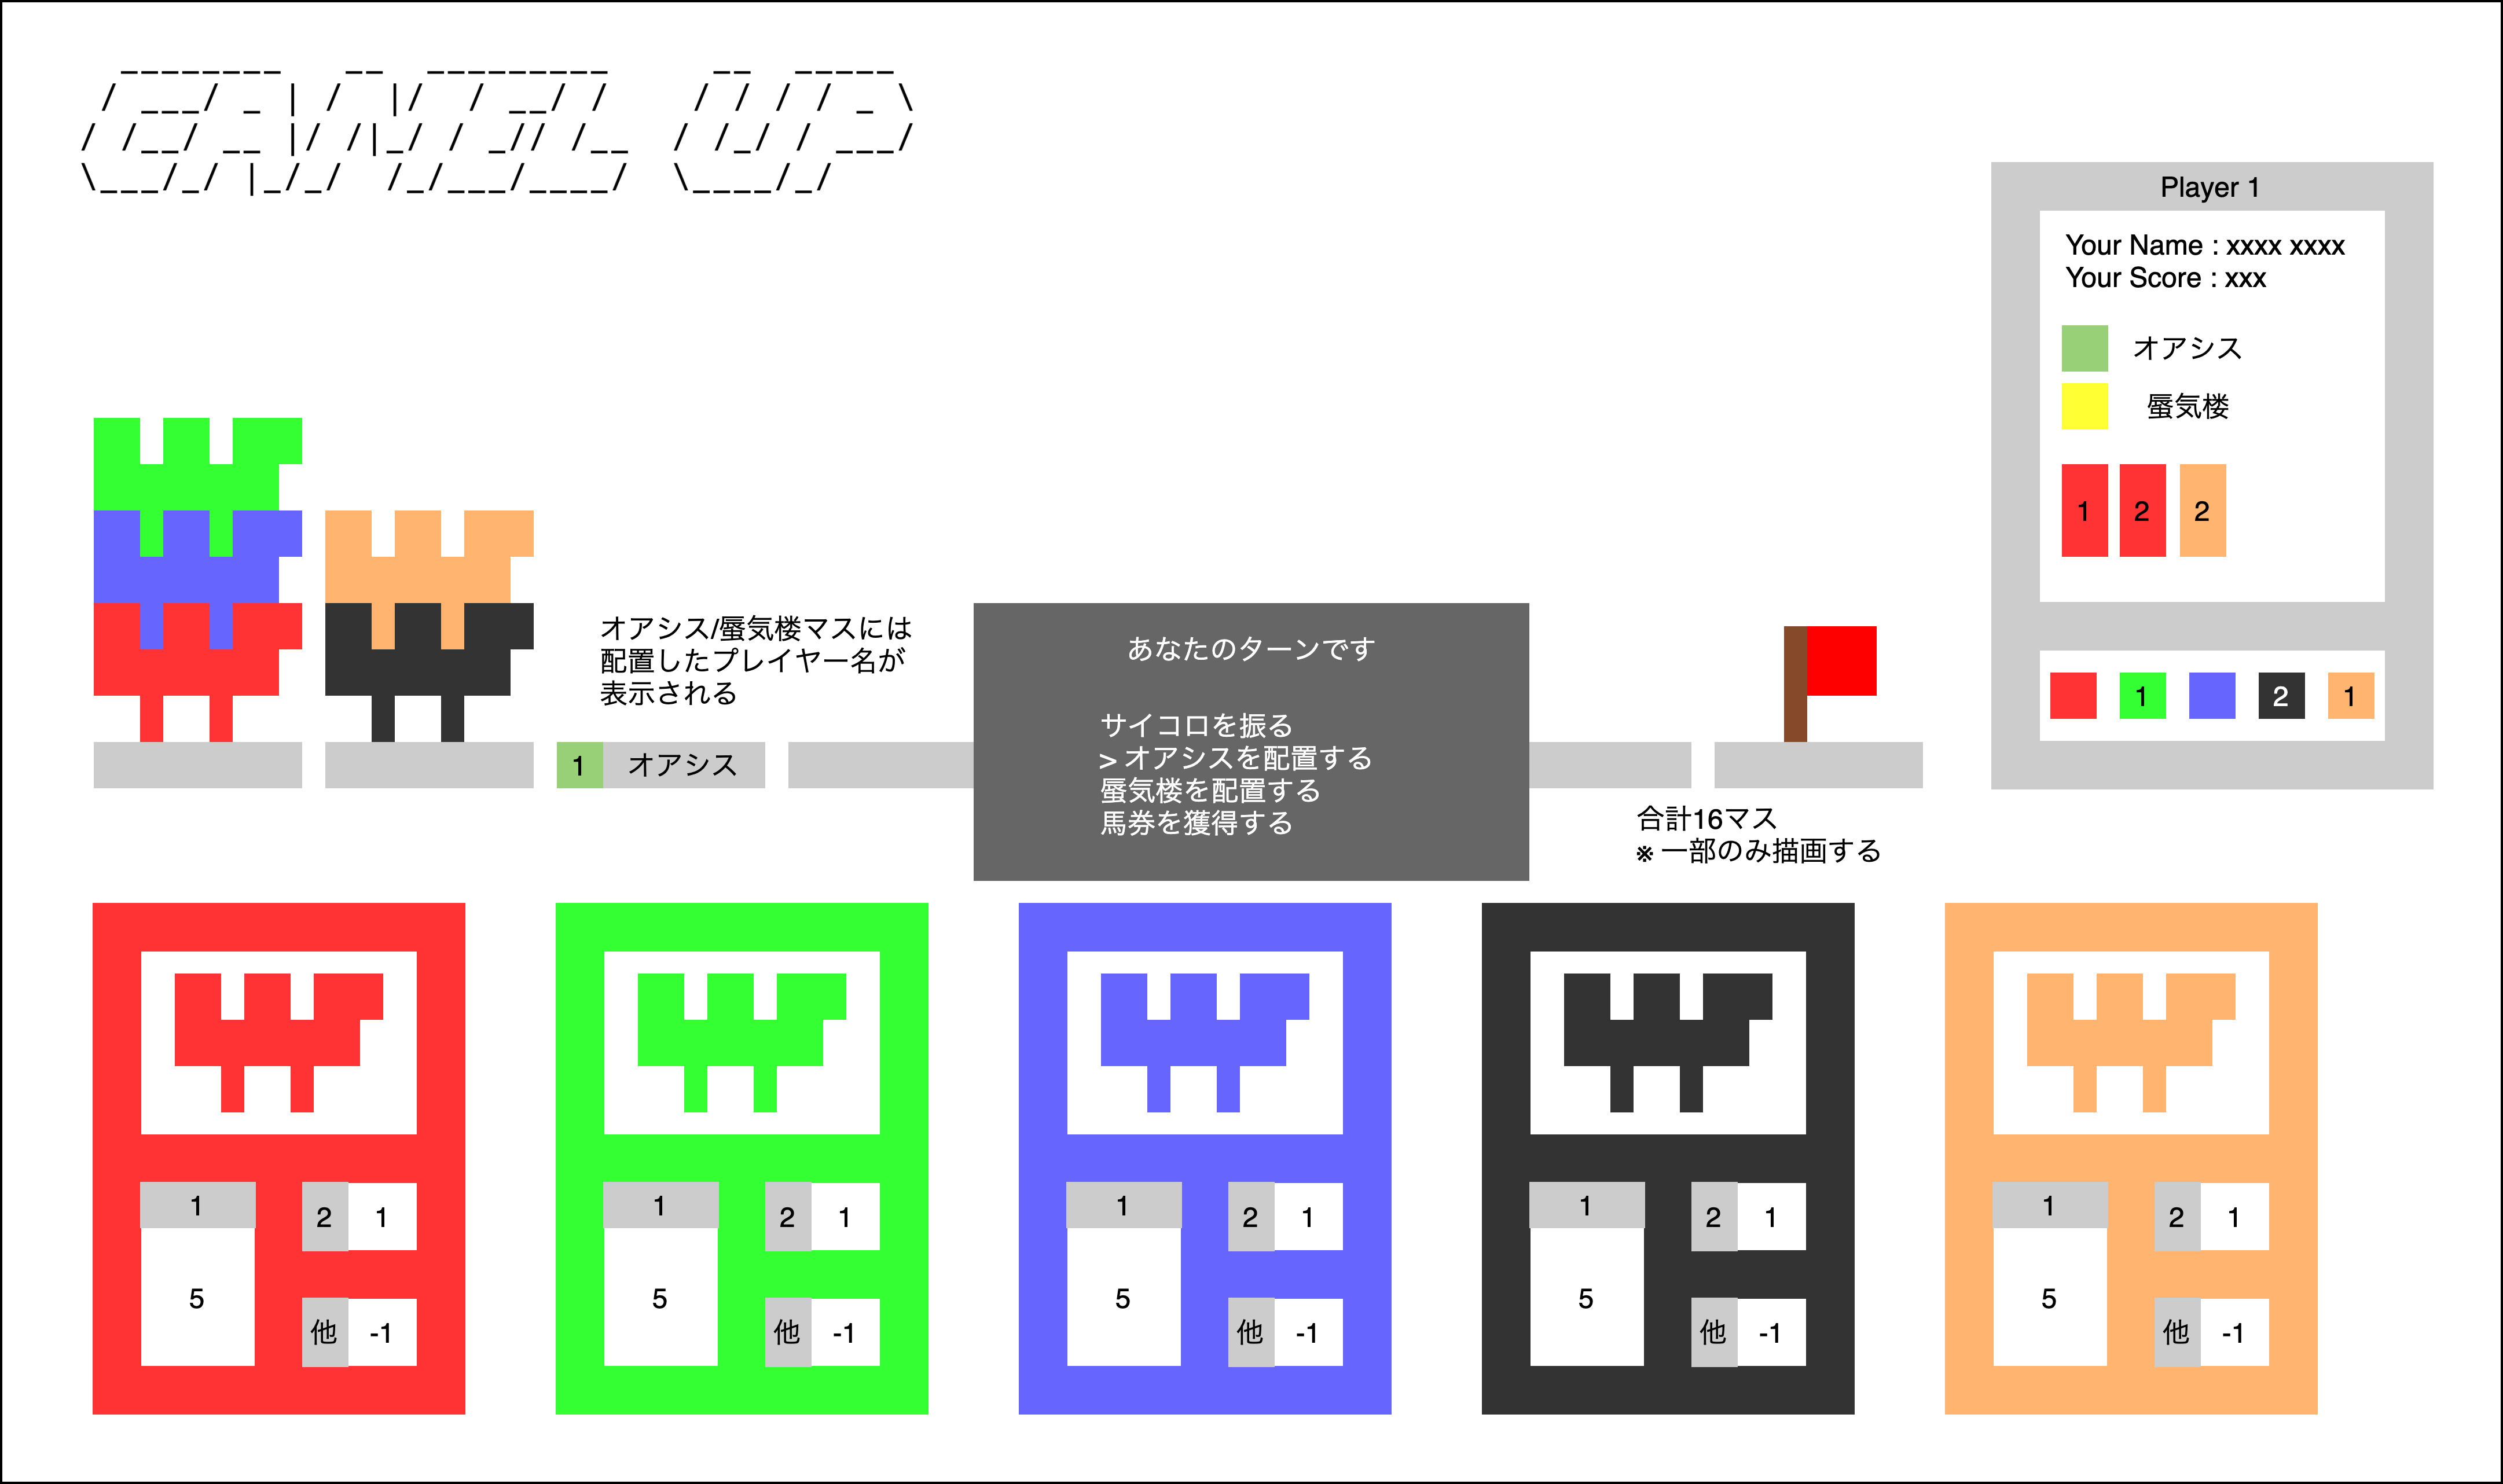 CAMEL UP
Player 1
Your Name : xxxx xxxx
Your Score : xxx
オアシス
蜃気楼
1 2 2
1 2 1
オアシス/蜃気楼マスには
配置したプレイヤー名が
表示される
1 オアシス
あなたのターンです
サイコロを振る
> オアシスを配置する
蜃気楼を配置する
馬券を獲得する
合計16マス
※ 一部のみ描画する
1
2 1
5
他 -1
1
2 1
5
他 -1
1
2 1
5
他 -1
1
2 1
5
他 -1
1
2 1
5
他 -1